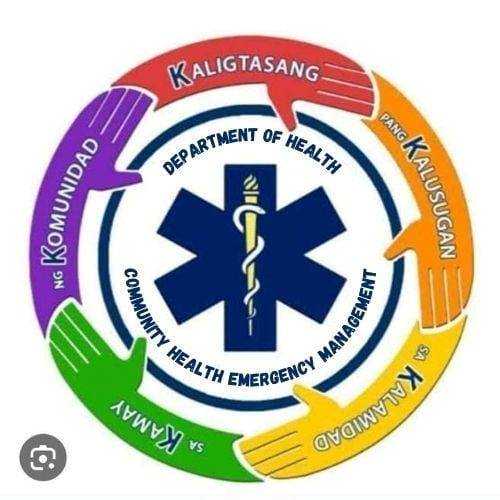 KALIGTASANG
PANG KALUSUGAN
SA KALAMIDAD
SA KAMAY
NG KOMUNIDAD
DEPARTMENT OF HEALTH
COMMUNITY HEALTH EMERGENCY MANAGEMENT